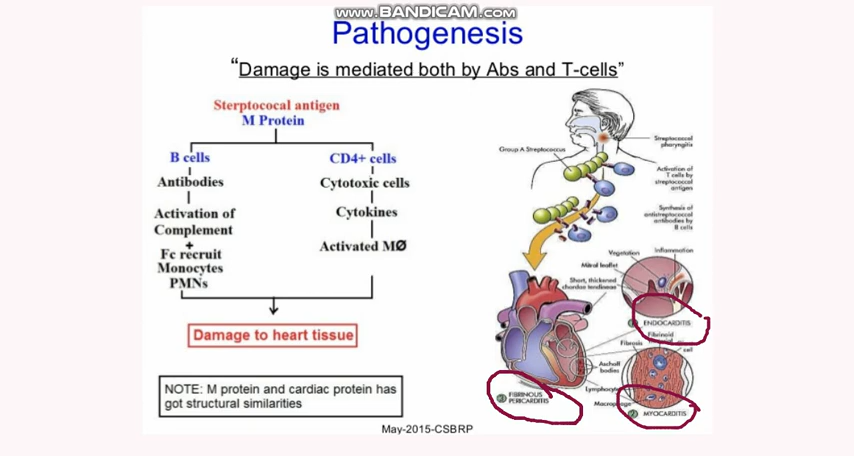 www.BANDICAM.com
Pathogenesis
“Damage is mediated both by Abs and T-cells”
Sterptococal antigen
M Protein
B cells
CD4+ cells
Antibodies
Cytotoxic cells
Activation of
Complement
+
Fc recruit
Monocytes
PMNs
Cytokines
Activated MØ
Damage to heart tissue
NOTE: M protein and cardiac protein has
got structural similarities
Streptococcal
pharyngitis
Group A Streptococcus
Activation of
T cells by
streptococcal
antigen
Synthesis of
antistreptococcal
antibodies by
B cells
Vegetation
Inflammation
Mitral leaflet
Short, thickened
chordae tendineae
ENDOCARDITIS
Fibrinoid
Fibrosis
cell
Aschoff
bodies
Lymphocyte
Macrophage
MYOCARDITIS
FIBRINOUS
PERICARDITIS
May-2015-CSBRP